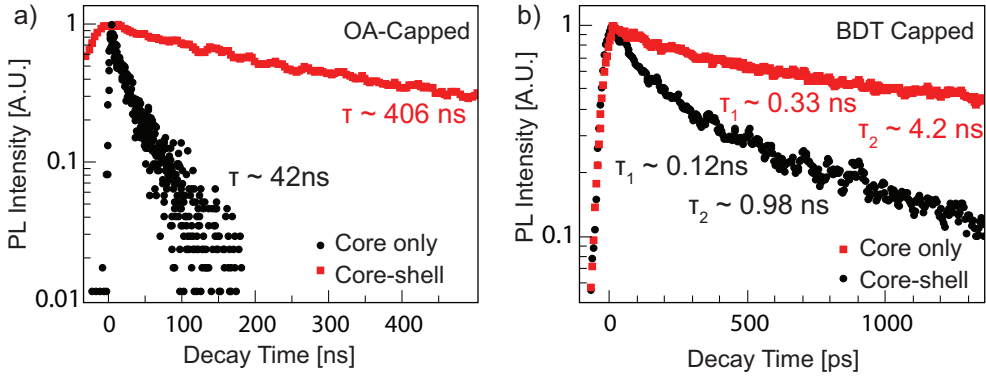 a)
OA-Capped
PL Intensity [A.U.]
1
0.1
0.01
τ ~ 406 ns
τ ~ 42ns
Core only
Core-shell
0
100
200
300
400
Decay Time [ns]
b)
BDT Capped
PL Intensity [A.U.]
1
0.1
τ1 ~ 0.33 ns
τ2 ~ 4.2 ns
τ1 ~ 0.12ns
τ2 ~ 0.98 ns
Core only
Core-shell
0
500
1000
Decay Time [ps]